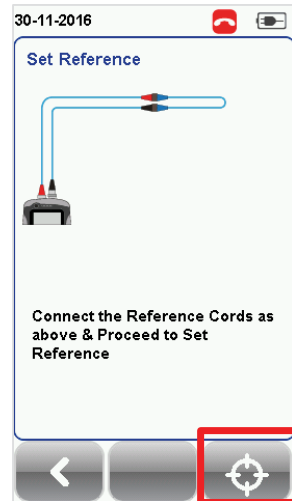 30-11-2016
Set Reference
Connect the Reference Cords as
above & Proceed to Set
Reference